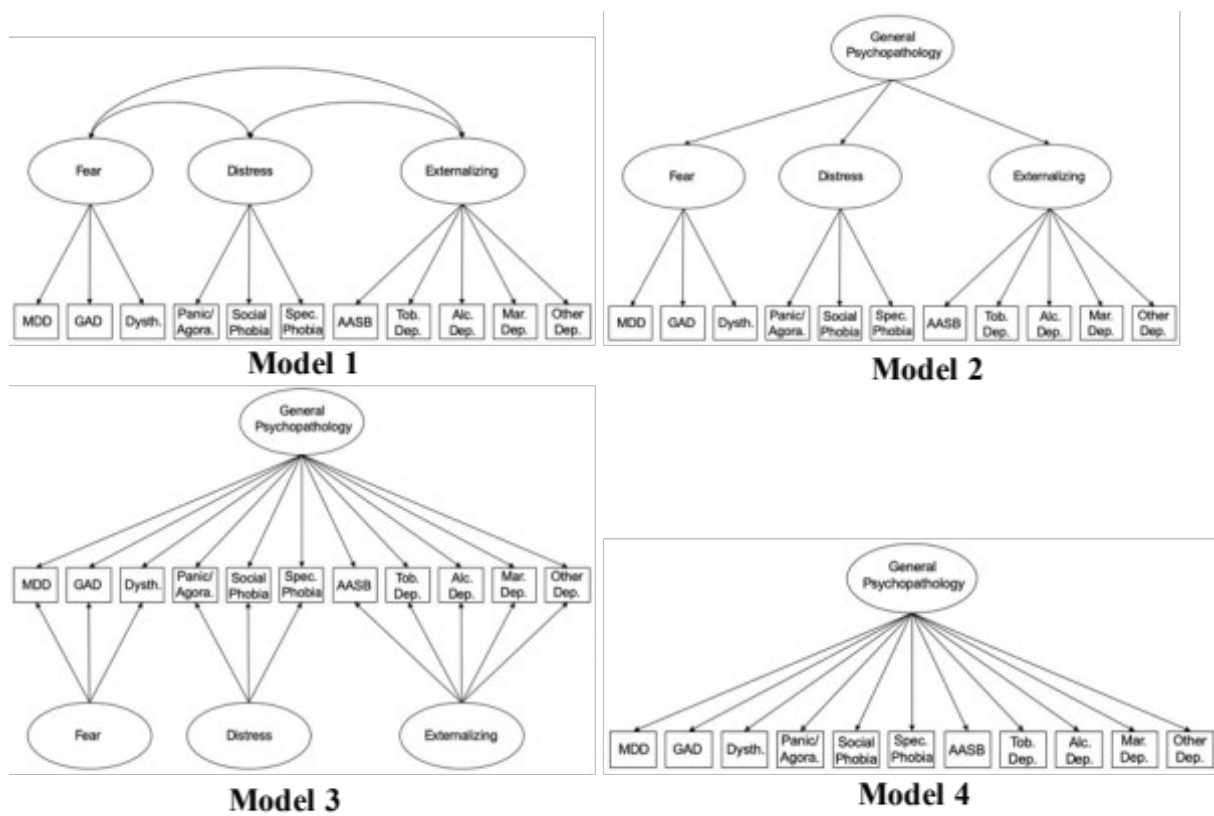 Fear
Distress
Externalizing
MDD
GAD
Dysth.
Panic/
Agora.
Social
Phobia
Spec.
Phobia
AASB
Tob.
Dep.
Alc.
Dep.
Mar.
Dep.
Other
Dep.
Model 1
General
Psychopathology
Fear
Distress
Externalizing
MDD
GAD
Dysth.
Panic/
Agora.
Social
Phobia
Spec.
Phobia
AASB
Tob.
Dep.
Alc.
Dep.
Mar.
Dep.
Other
Dep.
Model 2
General
Psychopathology
MDD
GAD
Dysth.
Panic/
Agora.
Social
Phobia
Spec.
Phobia
AASB
Tob.
Dep.
Alc.
Dep.
Mar.
Dep.
Other
Dep.
Fear
Distress
Externalizing
Model 3
General
Psychopathology
MDD
GAD
Dysth.
Panic/
Agora.
Social
Phobia
Spec.
Phobia
AASB
Tob.
Dep.
Alc.
Dep.
Mar.
Dep.
Other
Dep.
Model 4